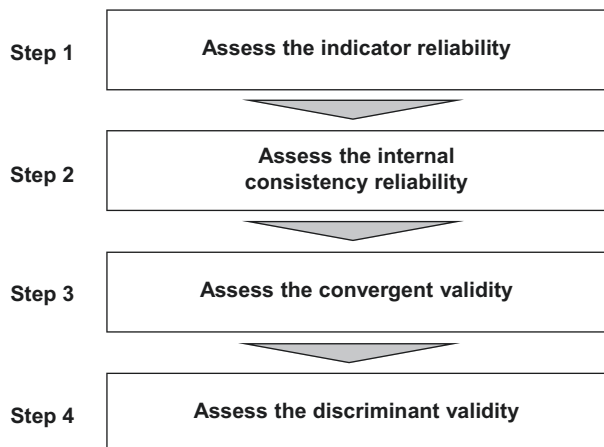 Step 1
Assess the indicator reliability
Step 2
Assess the internal
consistency reliability
Step 3
Assess the convergent validity
Step 4
Assess the discriminant validity